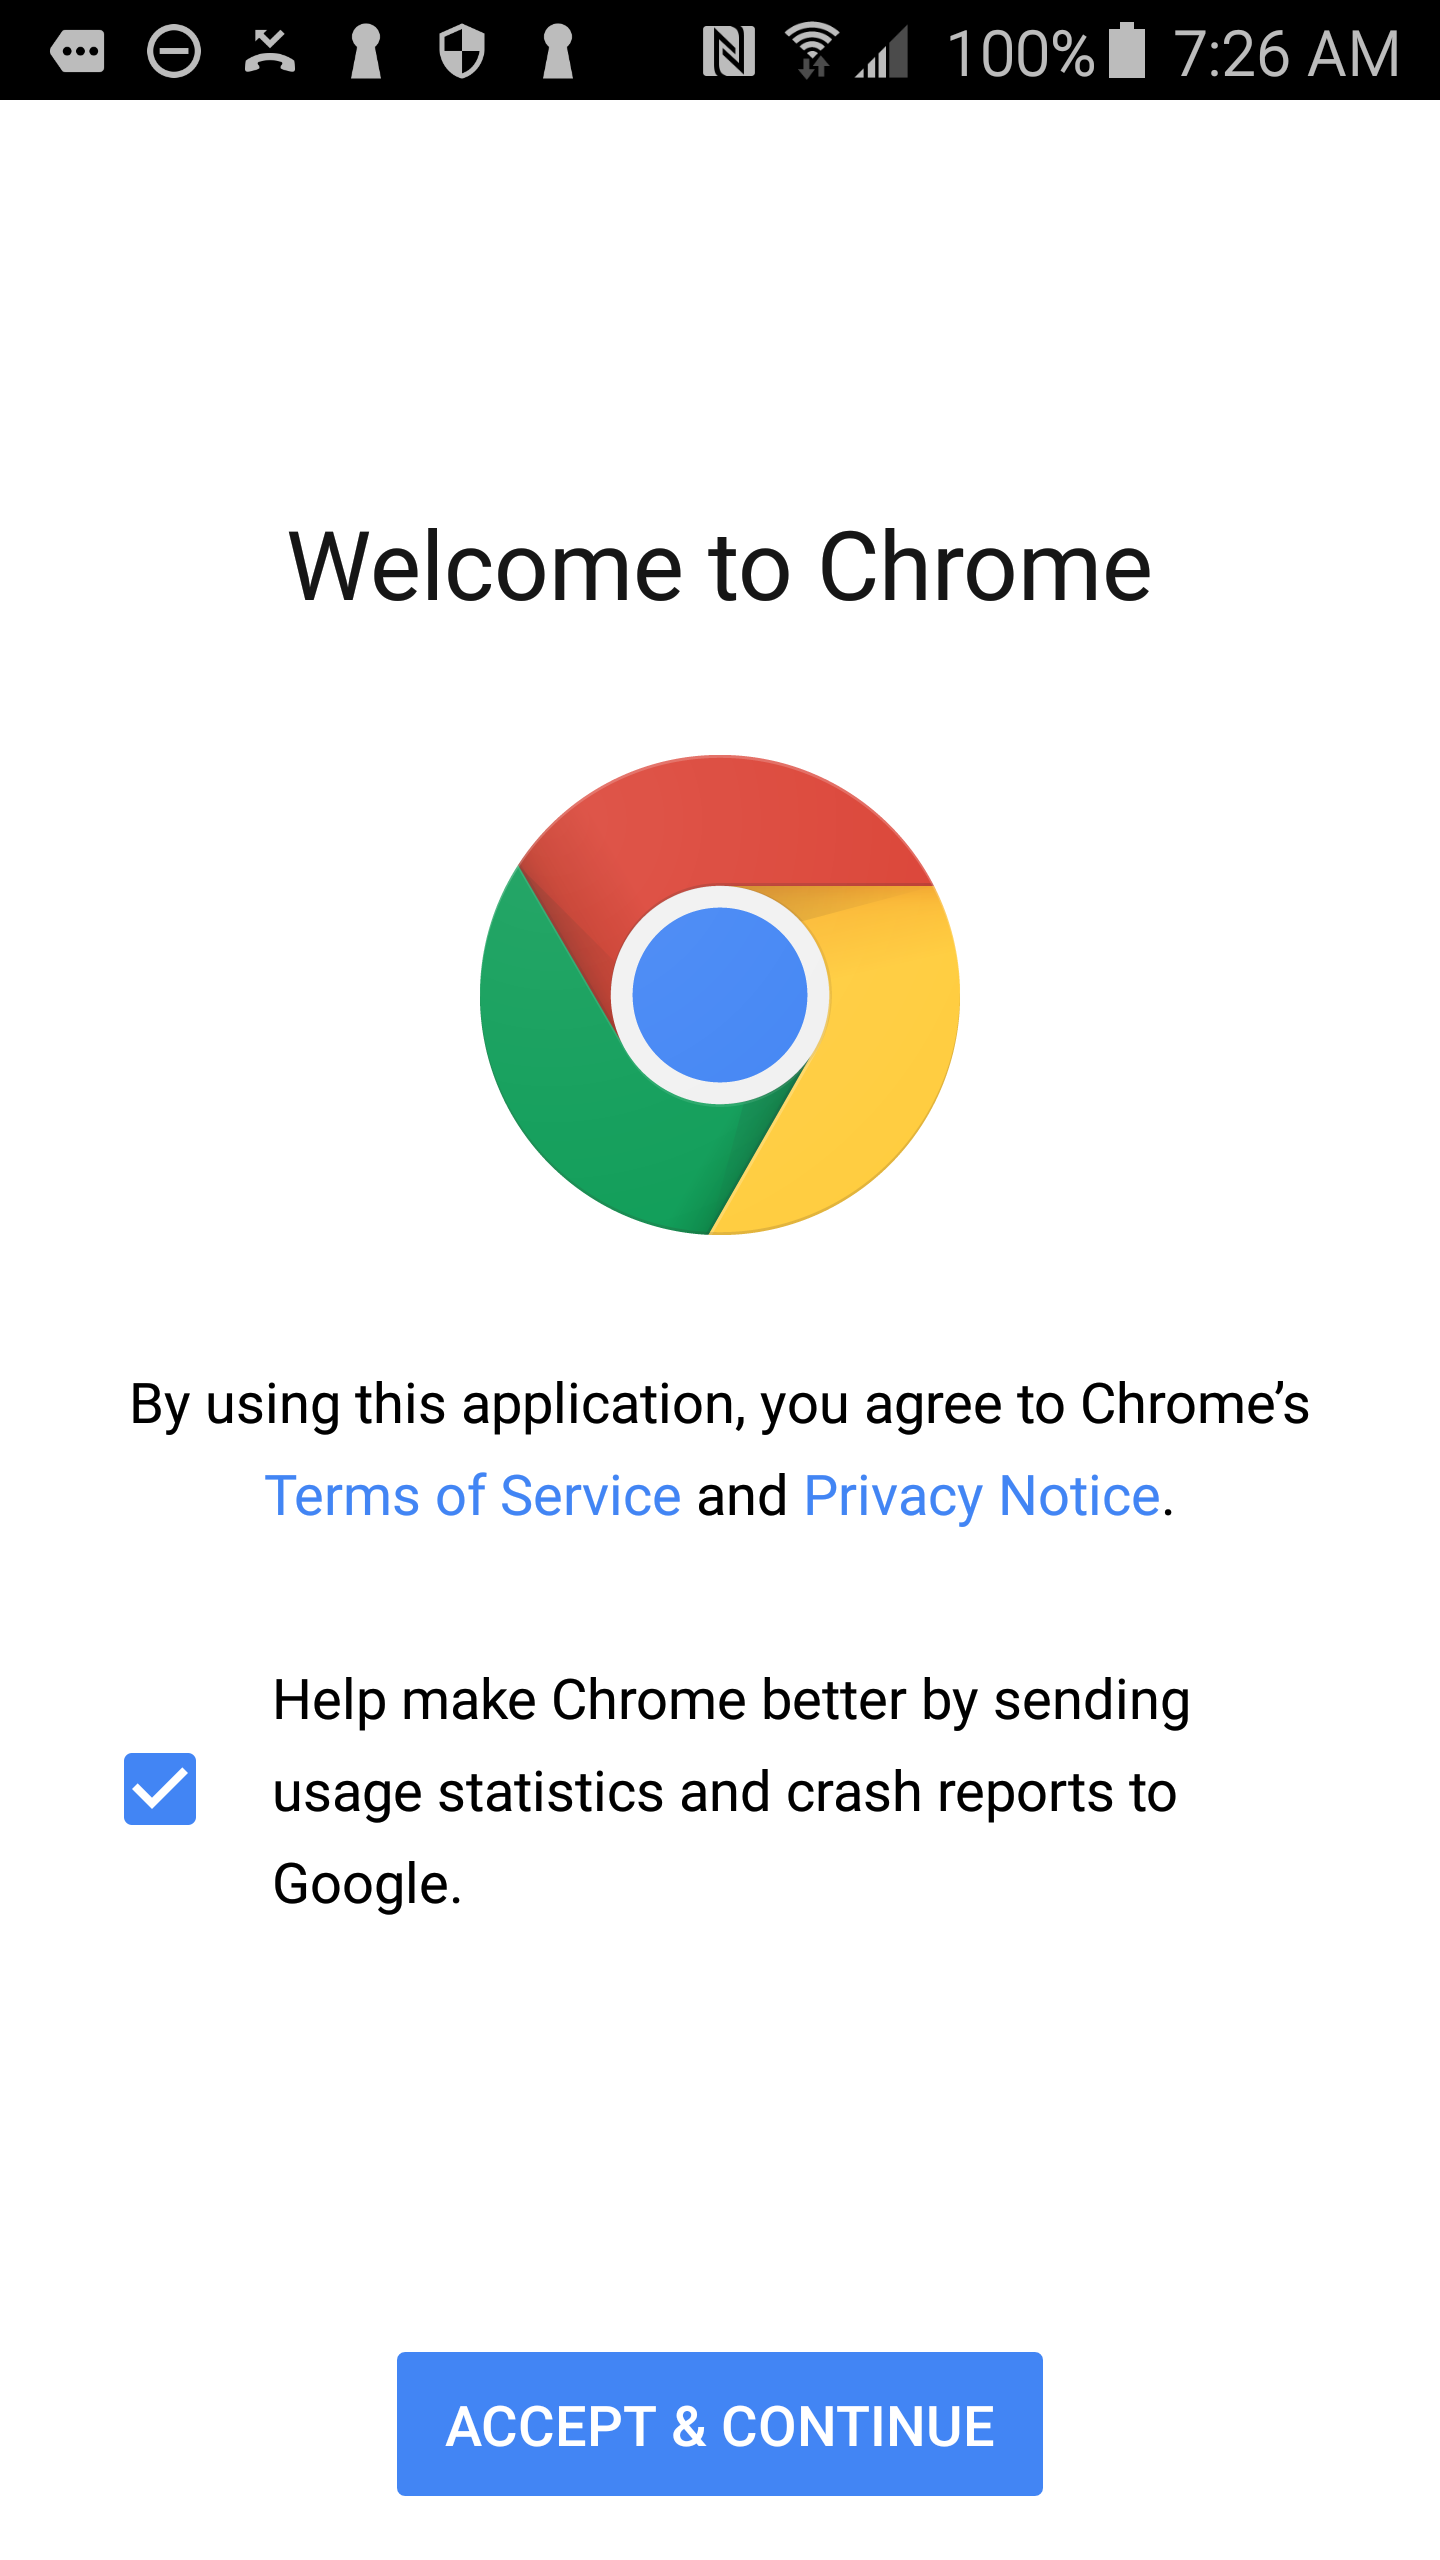 100% 7:26 AM
Welcome to Chrome
By using this application, you agree to Chrome’s
Terms of Service and Privacy Notice.
Help make Chrome better by sending
usage statistics and crash reports to
Google.
ACCEPT & CONTINUE